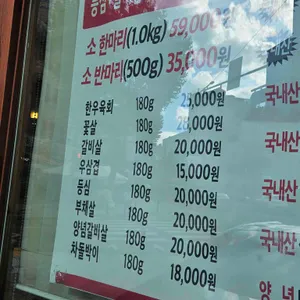 소 한마리(1.0kg) 59,000원
소 반마리(500g) 35,000원
한우육회 180g 25,000원
꽃살 180g 28,000원
갈비살 180g 20,000원
우삼겹 180g 15,000원
등심 180g 20,000원
부채살 180g 20,000원
양념갈비살 180g 20,000원
차돌박이 180g 18,000원
국내산
국내산
국내산
국내산
양념